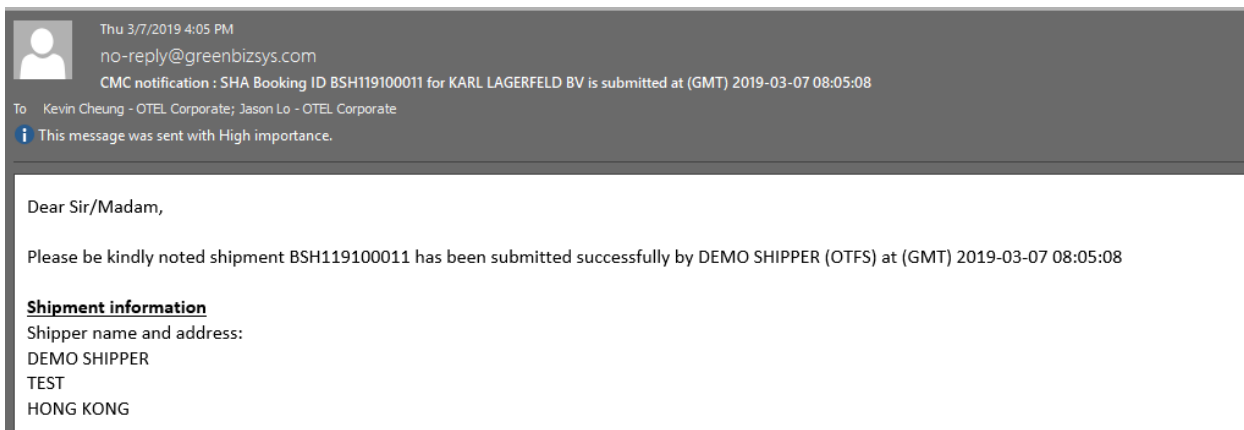 Thu 3/7/2019 4:05 PM
no-reply@greenbizsys.com
CMC notification : SHA Booking ID BSH119100011 for KARL LAGERFELD BV is submitted at (GMT) 2019-03-07 08:05:08
To Kevin Cheung - OTEL Corporate; Jason Lo - OTEL Corporate
i This message was sent with High importance.
Dear Sir/Madam,
Please be kindly noted shipment BSH119100011 has been submitted successfully by DEMO SHIPPER (OTFS) at (GMT) 2019-03-07 08:05:08
Shipment information
Shipper name and address:
DEMO SHIPPER
TEST
HONG KONG